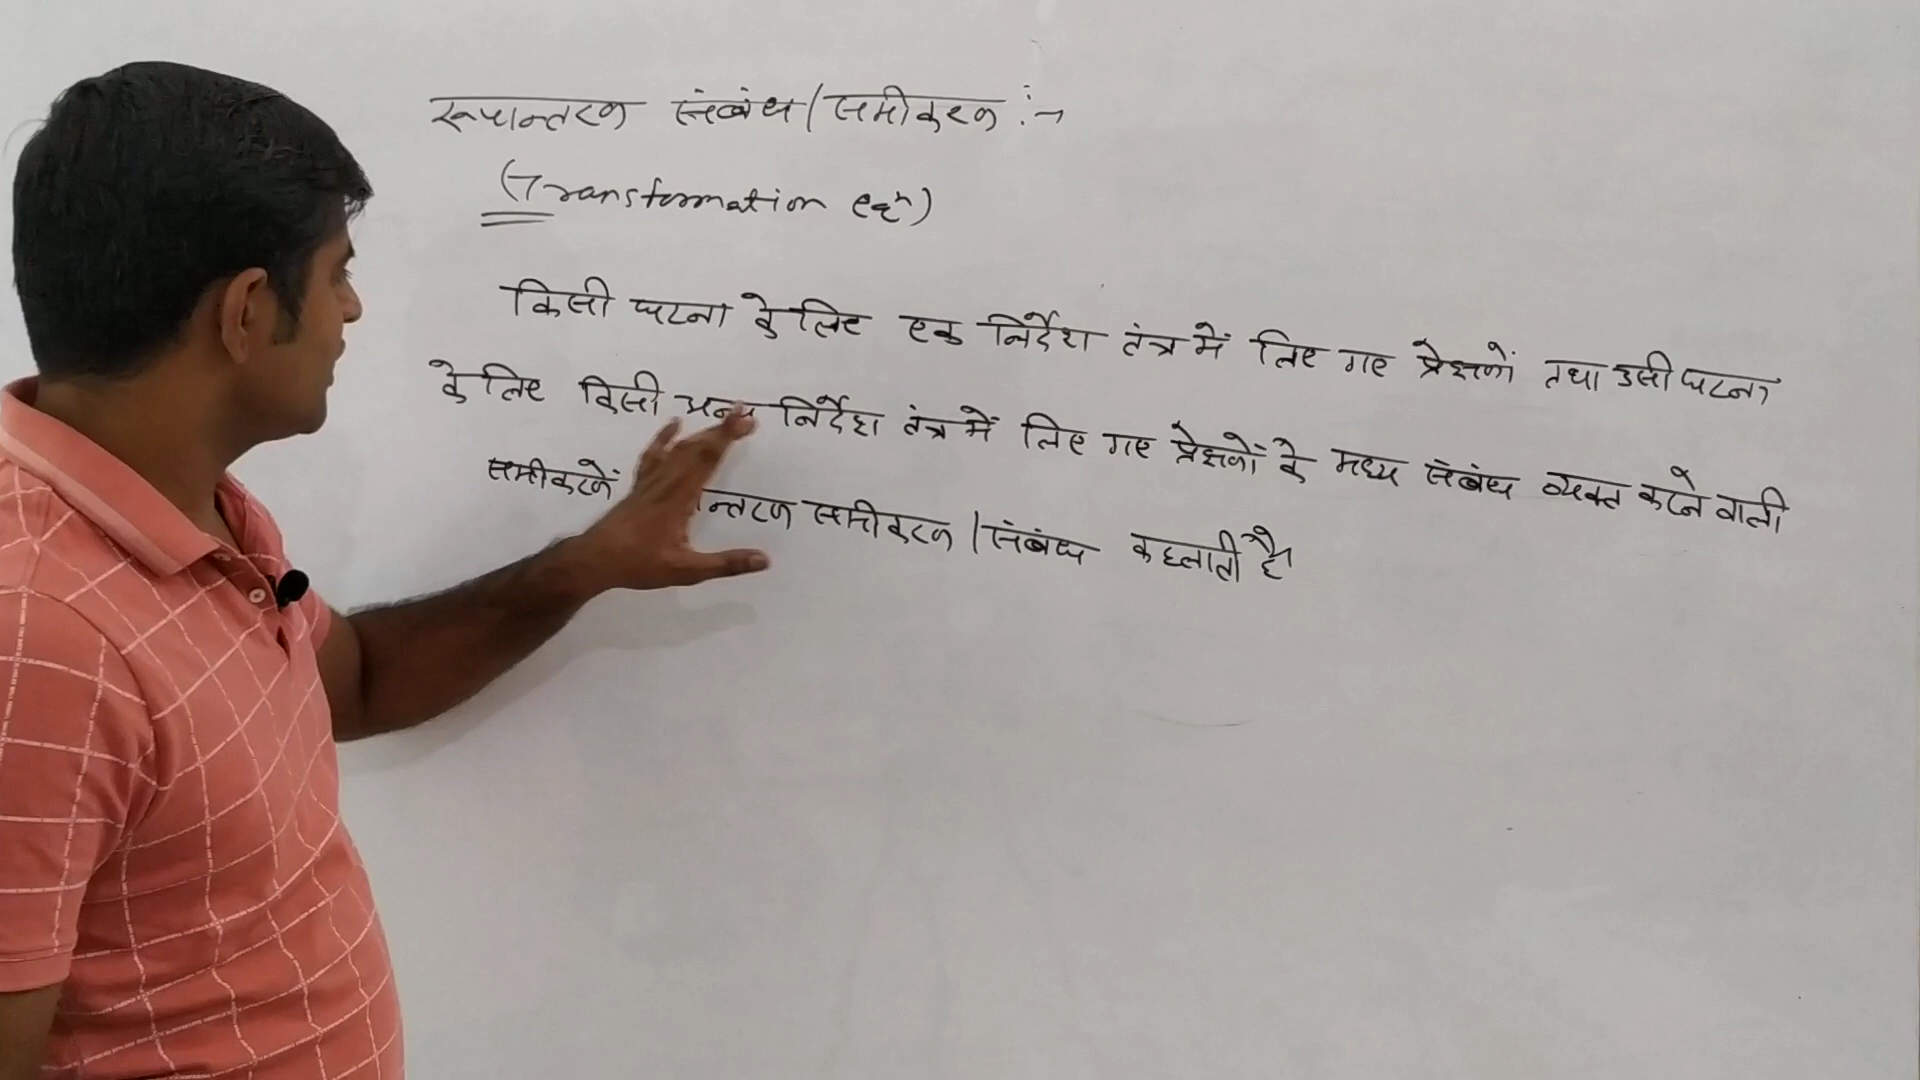 रूपान्तरण संबंध/समीकरण :-
(Transformation eqⁿ)
किसी घटना के लिए एक निर्देश तंत्र में लिए गए प्रेक्षणों तथा उसी घटना
के लिए किसी अन्य निर्देश तंत्र में लिए गए प्रेक्षणों के मध्य संबंध व्यक्त करने वाली
समीकरणें न्तरण समीकरण/संबंध कहलाती है